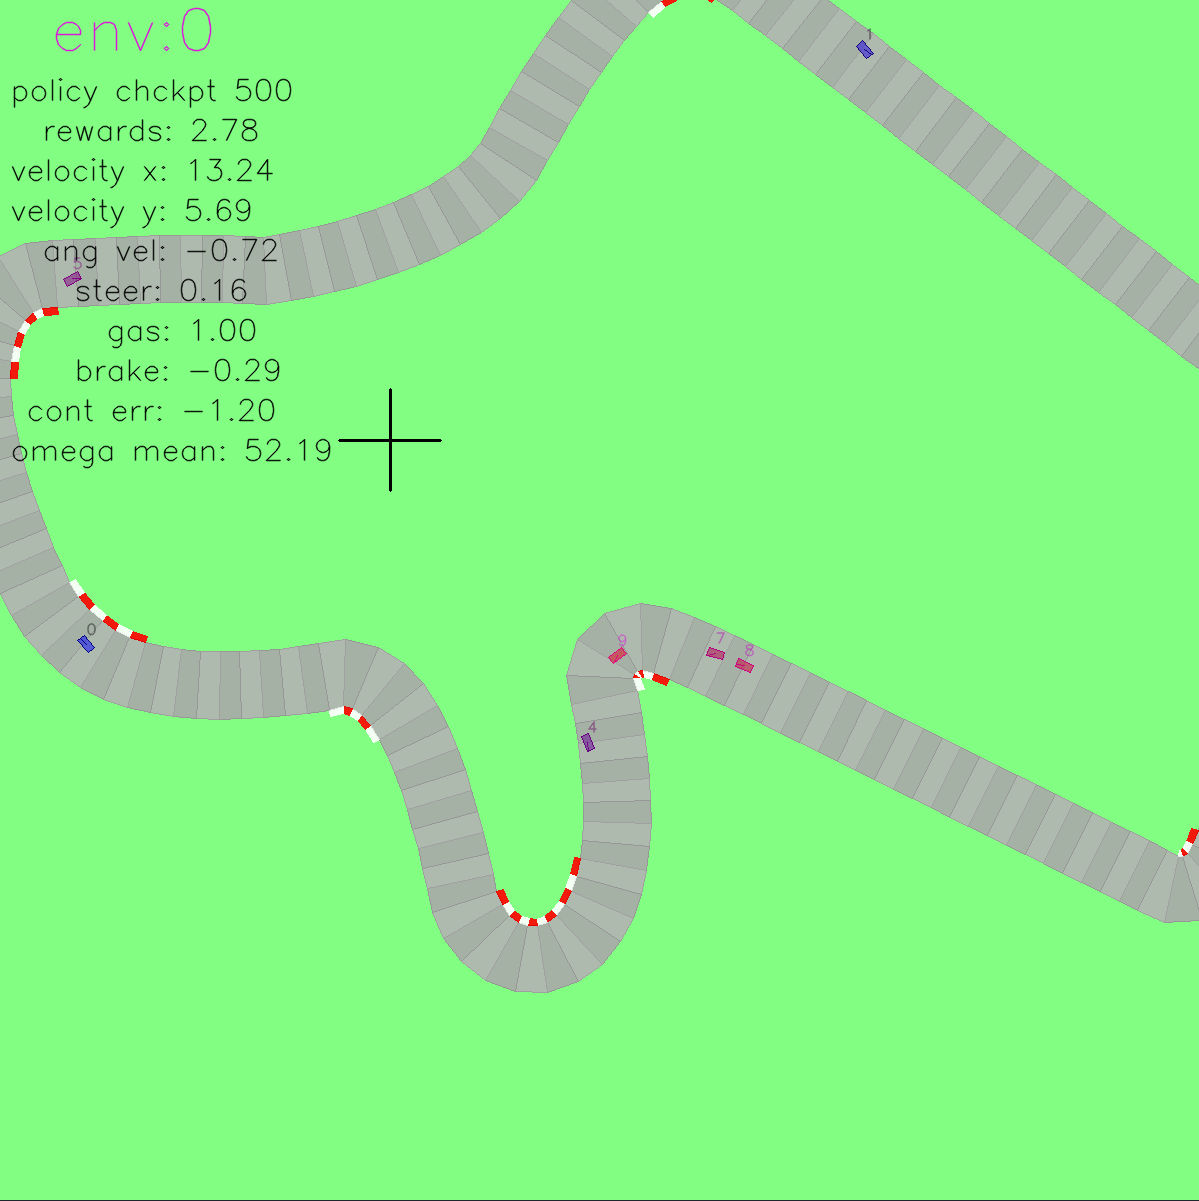 env:0
policy chckpt 500
rewards: 2.78
velocity x: 13.24
velocity y: 5.69
ang vel: −0.72
steer: 0.16
gas: 1.00
brake: −0.29
cont err: −1.20
omega mean: 52.19
1
5
0
9
7
8
4